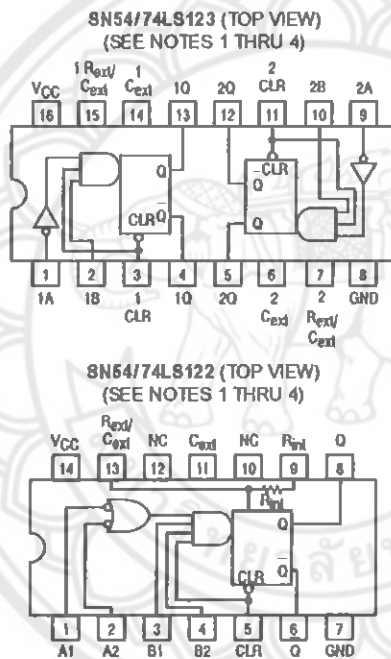 SN54/74LS123 (TOP VIEW)
(SEE NOTES 1 THRU 4)
1 Rext/ 1 2
VCC Cext Cext 1Q 2Q CLR 2B 2A
16 15 14 13 12 11 10 9
Q Q̅ CLR
CLR Q̅ Q
1 2 3 4 5 6 7 8
1A 1B 1 1Q 2Q 2 2 GND
CLR Cext Rext/
Cext
SN54/74LS122 (TOP VIEW)
(SEE NOTES 1 THRU 4)
Rext/
VCC Cext NC Cext NC Rint Q
14 13 12 11 10 9 8
Rint
Q
Q̅
CLR
1 2 3 4 5 6 7
A1 A2 B1 B2 CLR Q̅ GND